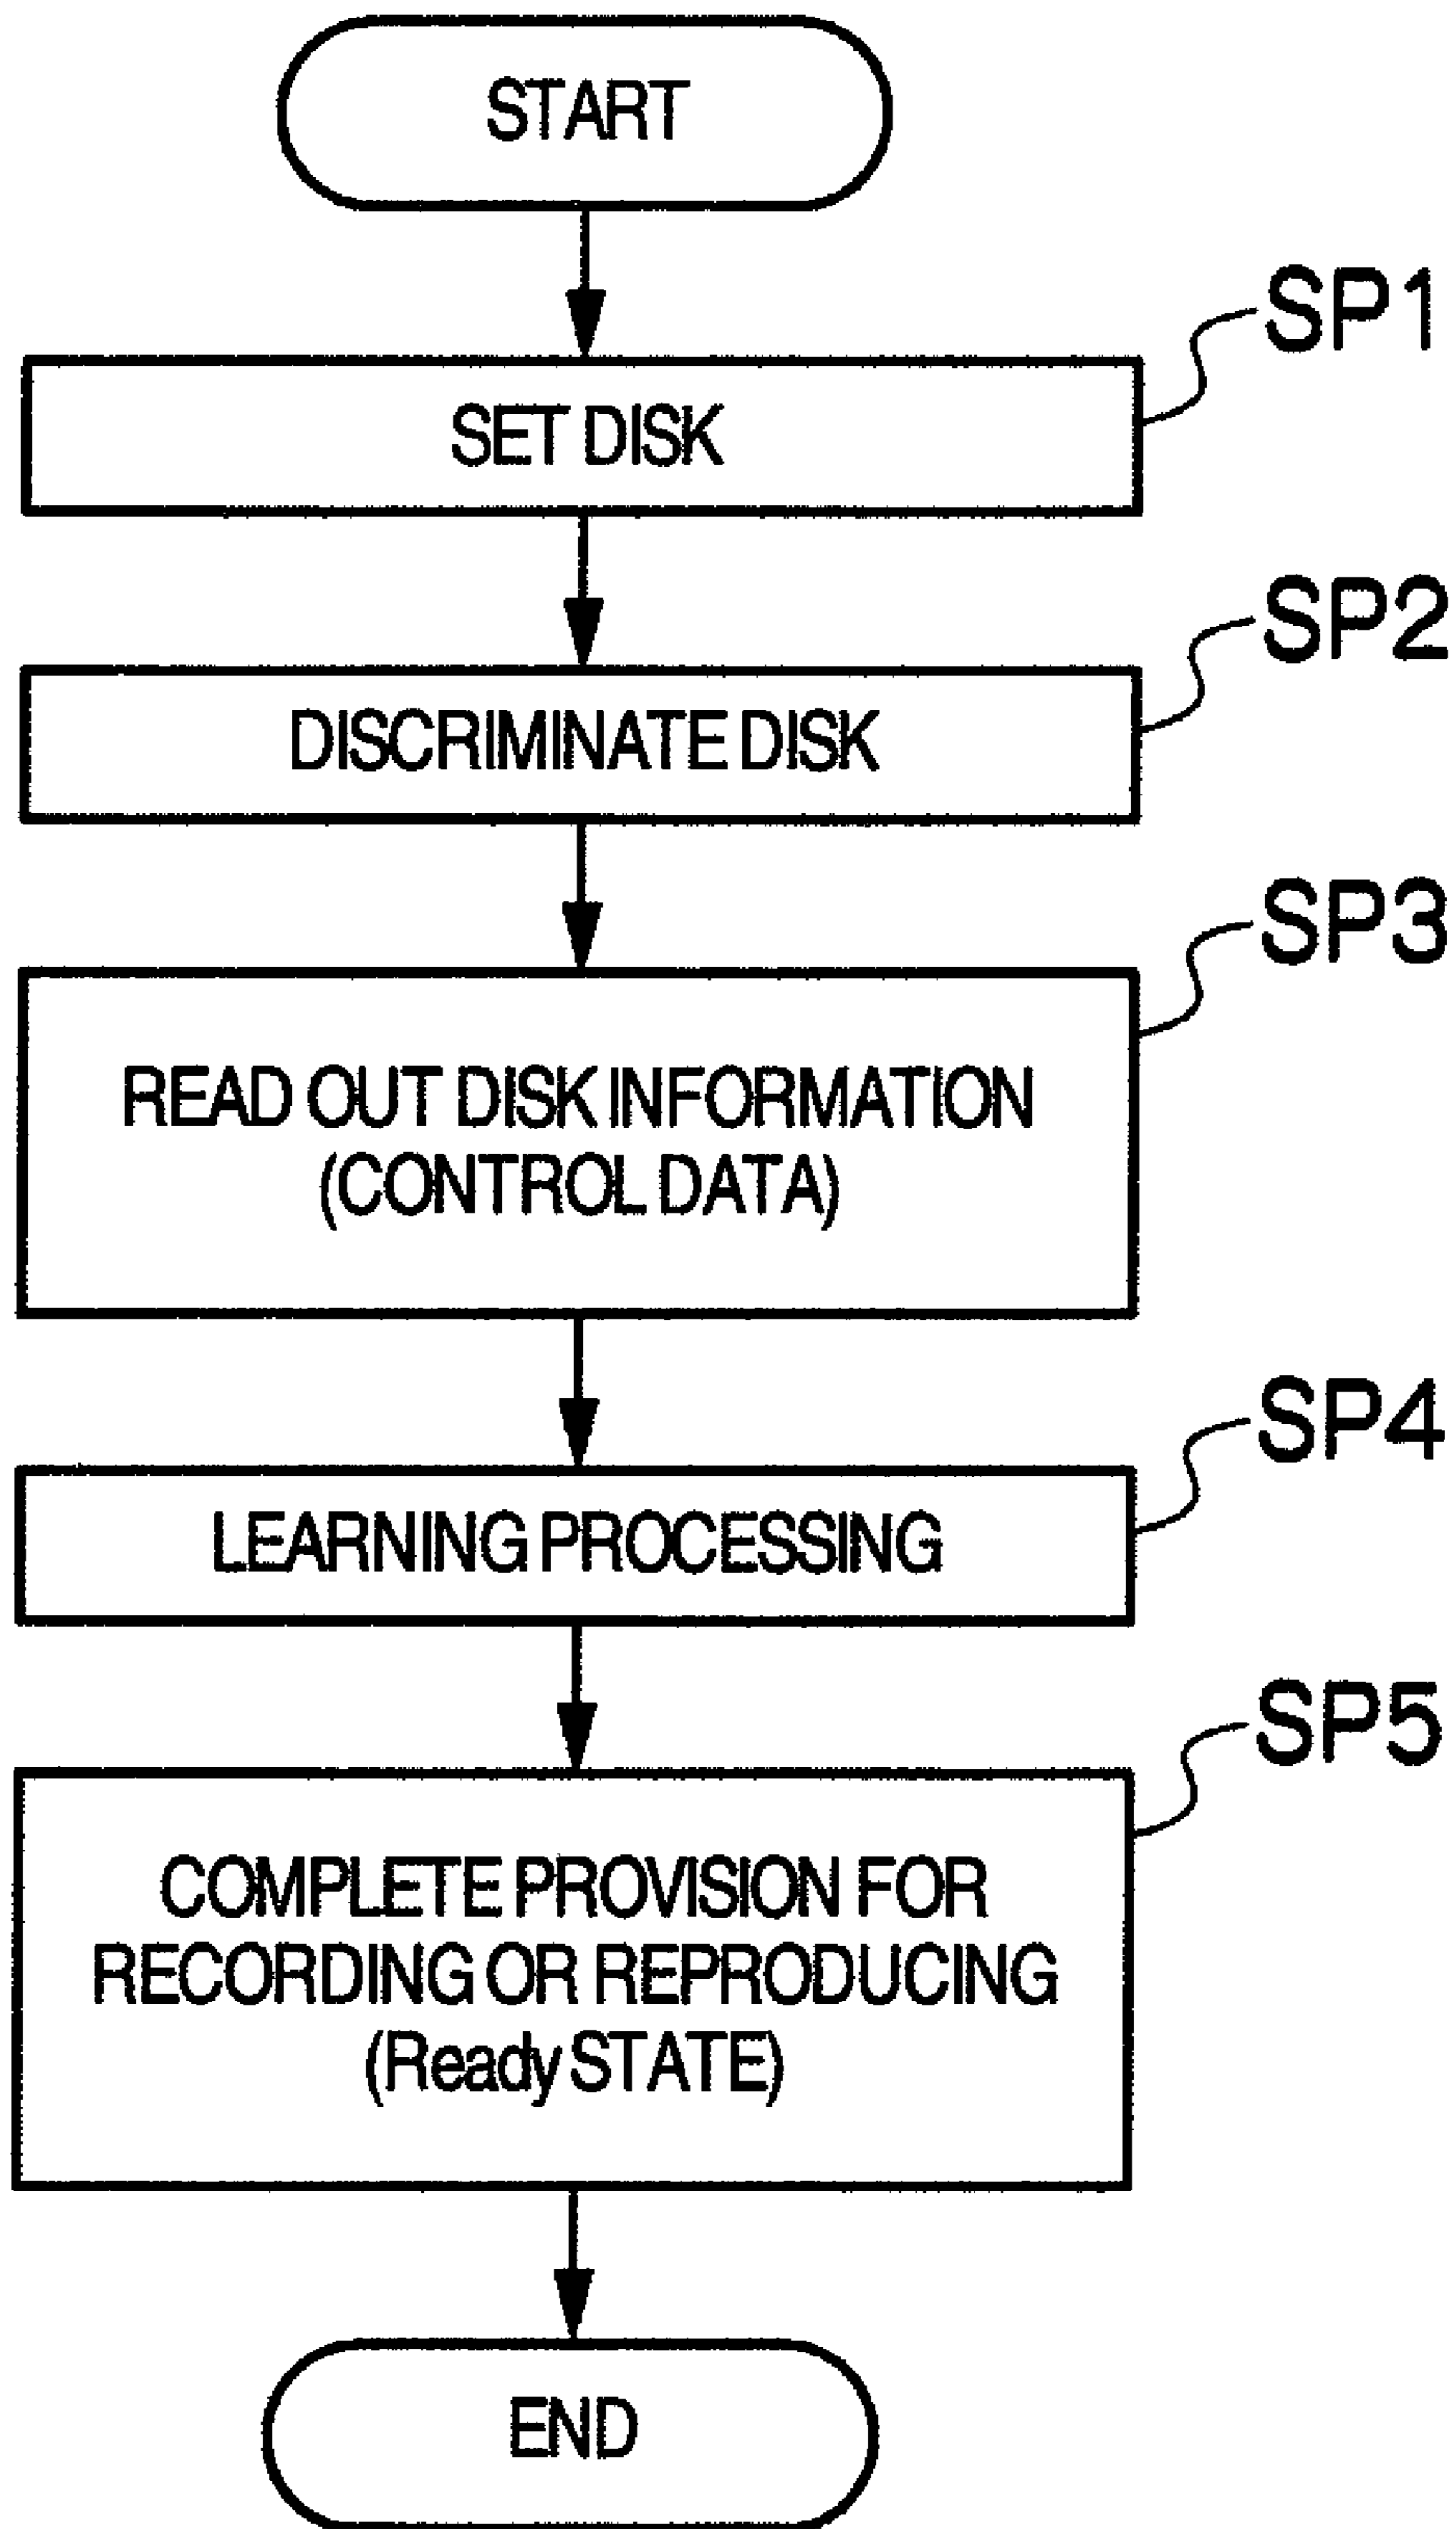 START
SP1
SET DISK
SP2
DISCRIMINATE DISK
SP3
READ OUT DISK INFORMATION
(CONTROL DATA)
SP4
LEARNING PROCESSING
SP5
COMPLETE PROVISION FOR
RECORDING OR REPRODUCING
(Ready STATE)
END